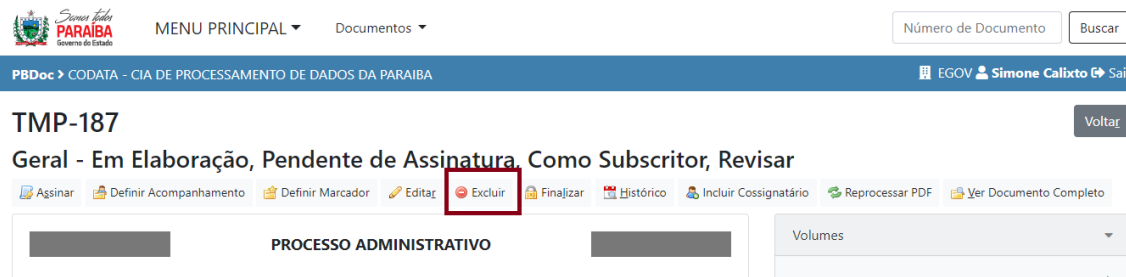 Somos todos
PARAÍBA
Governo do Estado
MENU PRINCIPAL
Documentos
Número de Documento
Buscar
PBDoc > CODATA - CIA DE PROCESSAMENTO DE DADOS DA PARAIBA
EGOV Simone Calixto Sai
TMP-187
Voltar
Geral - Em Elaboração, Pendente de Assinatura, Como Subscritor, Revisar
Assinar Definir Acompanhamento Definir Marcador Editar Excluir Finalizar Histórico Incluir Cossignatário Reprocessar PDF Ver Documento Completo
PROCESSO ADMINISTRATIVO
Volumes